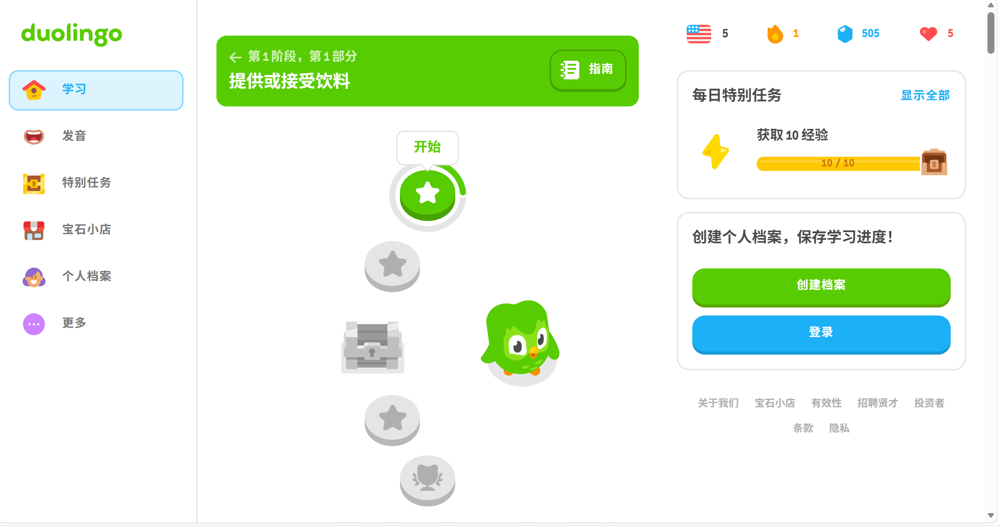 duolingo
学习
发音
特别任务
宝石小店
个人档案
更多
第 1 阶段，第 1 部分
提供或接受饮料
指南
开始
5
1
505
5
每日特别任务
显示全部
获取 10 经验
10 / 10
创建个人档案，保存学习进度！
创建档案
登录
关于我们 宝石小店 有效性 招聘贤才 投资者
条款 隐私